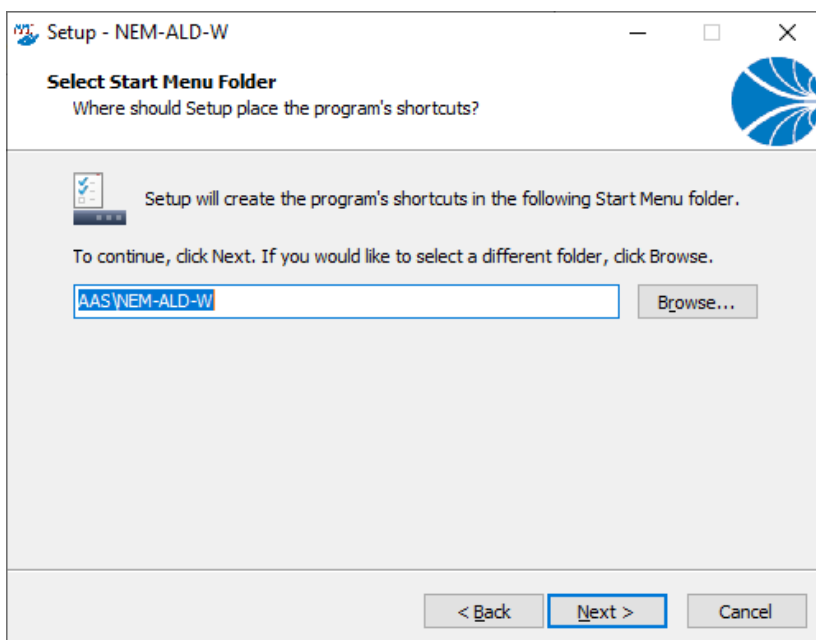 Setup - NEM-ALD-W
Select Start Menu Folder
Where should Setup place the program's shortcuts?
Setup will create the program's shortcuts in the following Start Menu folder.
To continue, click Next. If you would like to select a different folder, click Browse.
AAS\NEM-ALD-W
Browse...
< Back
Next >
Cancel